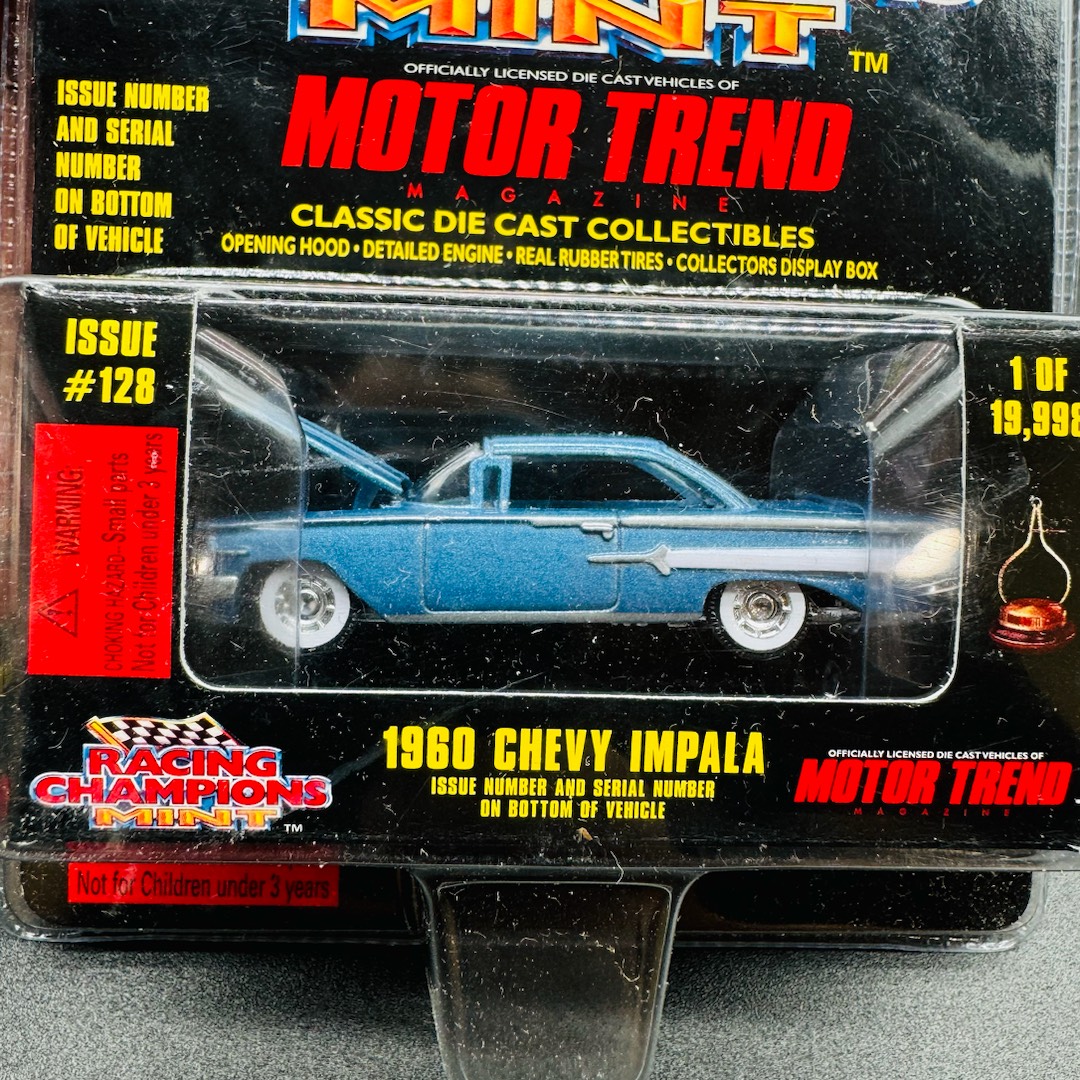 MINT
TM
OFFICIALLY LICENSED DIE CAST VEHICLES OF
MOTOR TREND
MAGAZINE
CLASSIC DIE CAST COLLECTIBLES
OPENING HOOD • DETAILED ENGINE • REAL RUBBER TIRES • COLLECTORS DISPLAY BOX
ISSUE NUMBER
AND SERIAL
NUMBER
ON BOTTOM
OF VEHICLE
ISSUE
#128
1 OF
19,998
WARNING:
CHOKING HAZARD-Small parts
Not for Children under 3 years
RACING
CHAMPIONS
MINT
TM
1960 CHEVY IMPALA
ISSUE NUMBER AND SERIAL NUMBER
ON BOTTOM OF VEHICLE
OFFICIALLY LICENSED DIE CAST VEHICLES OF
MOTOR TREND
MAGAZINE
Not for Children under 3 years